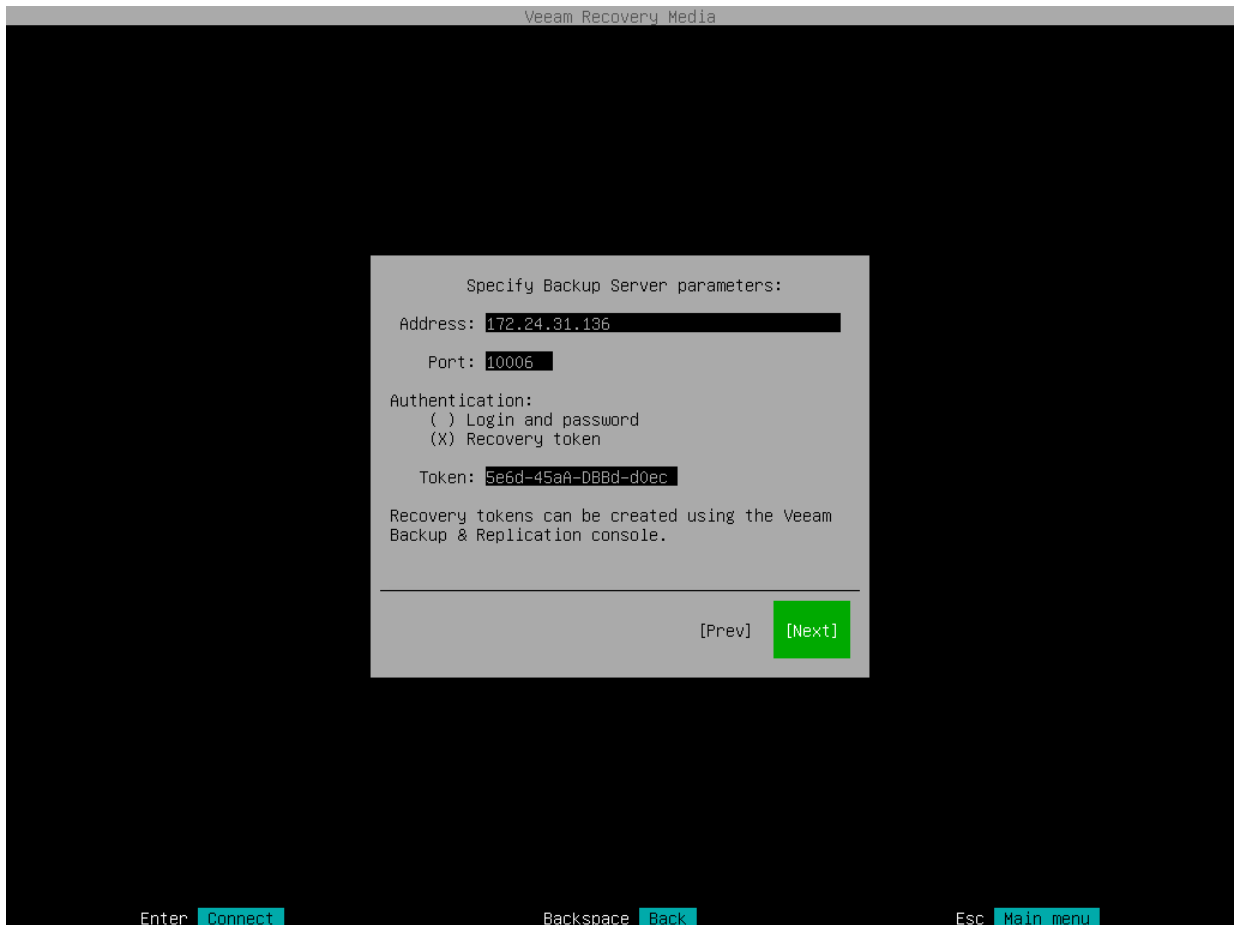 Veeam Recovery Media
Specify Backup Server parameters:
Address: 172.24.31.136
Port: 10006
Authentication:
( ) Login and password
(X) Recovery token
Token: 5e6d-45aA-DBBd-d0ec
Recovery tokens can be created using the Veeam
Backup & Replication console.
[Prev] [Next]
Enter Connect Backspace Back Esc Main menu